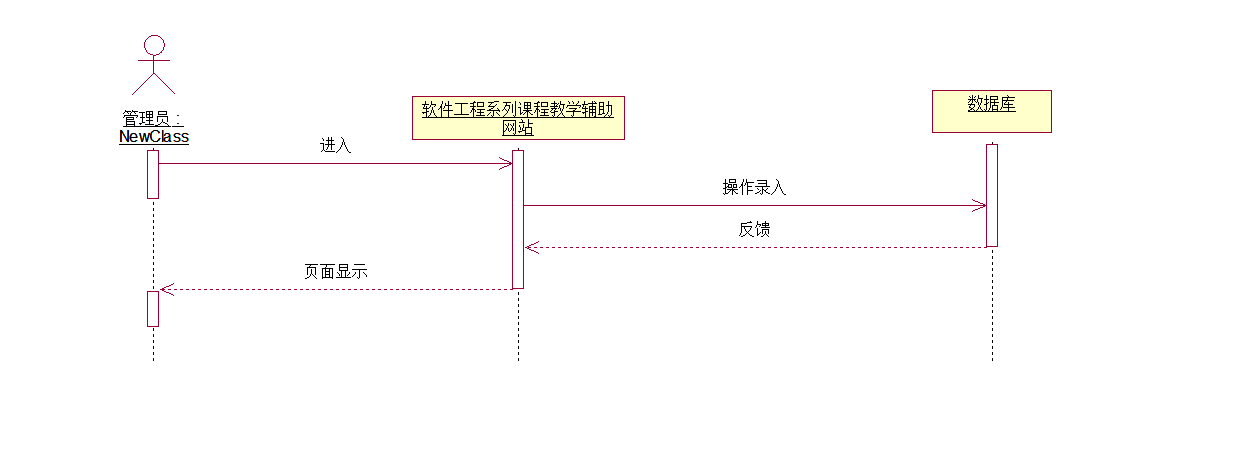 管理员 :
NewClass
软件工程系列课程教学辅助
网站
数据库
进入
操作录入
反馈
页面显示